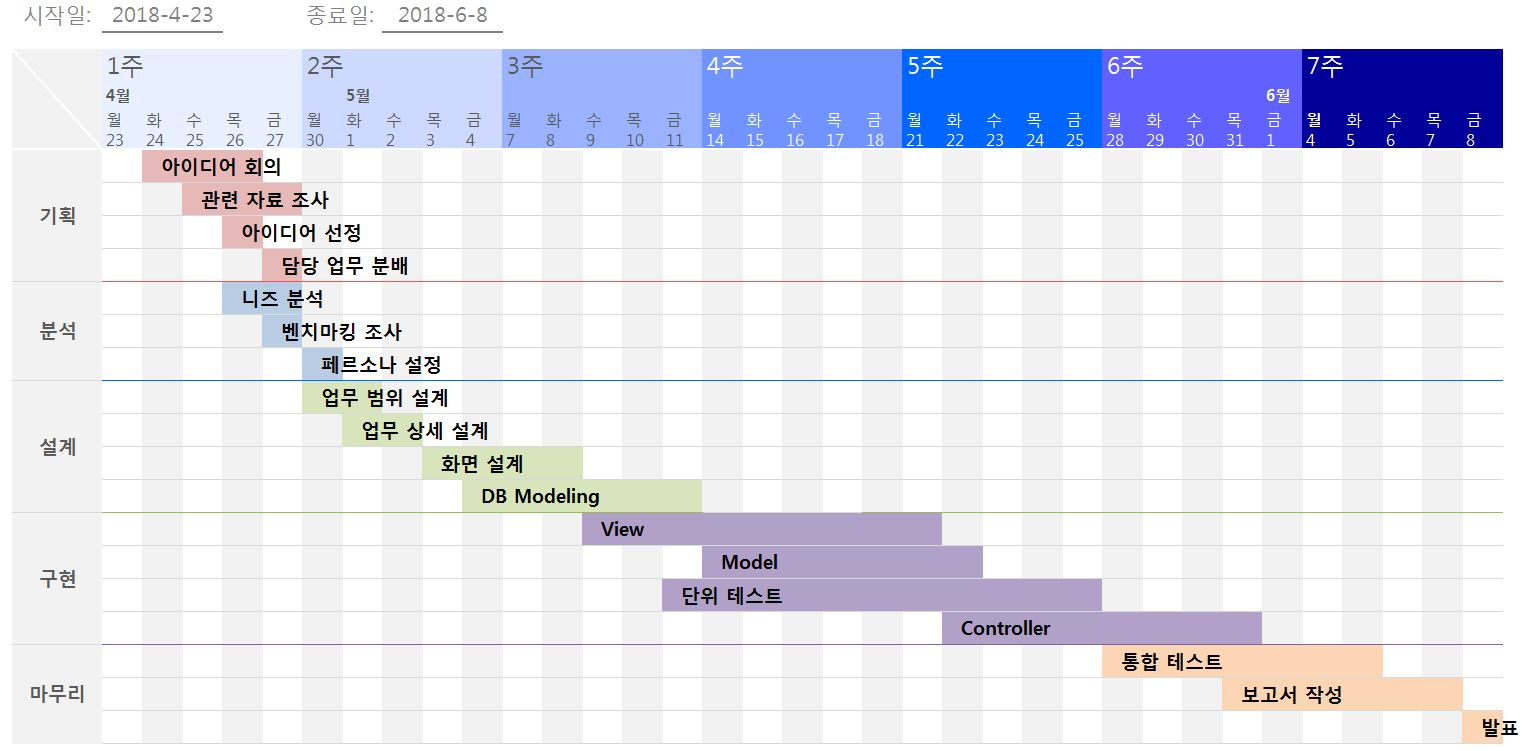 시작일: 2018-4-23 종료일: 2018-6-8
1주 2주 3주 4주 5주 6주 7주
4월 5월 6월
월 화 수 목 금 월 화 수 목 금 월 화 수 목 금 월 화 수 목 금 월 화 수 목 금 월 화 수 목 금 월 화 수 목 금
23 24 25 26 27 30 1 2 3 4 7 8 9 10 11 14 15 16 17 18 21 22 23 24 25 28 29 30 31 1 4 5 6 7 8
기획
아이디어 회의
관련 자료 조사
아이디어 선정
담당 업무 분배
분석
니즈 분석
벤치마킹 조사
페르소나 설정
설계
업무 범위 설계
업무 상세 설계
화면 설계
DB Modeling
구현
View
Model
단위 테스트
Controller
마무리
통합 테스트
보고서 작성
발표